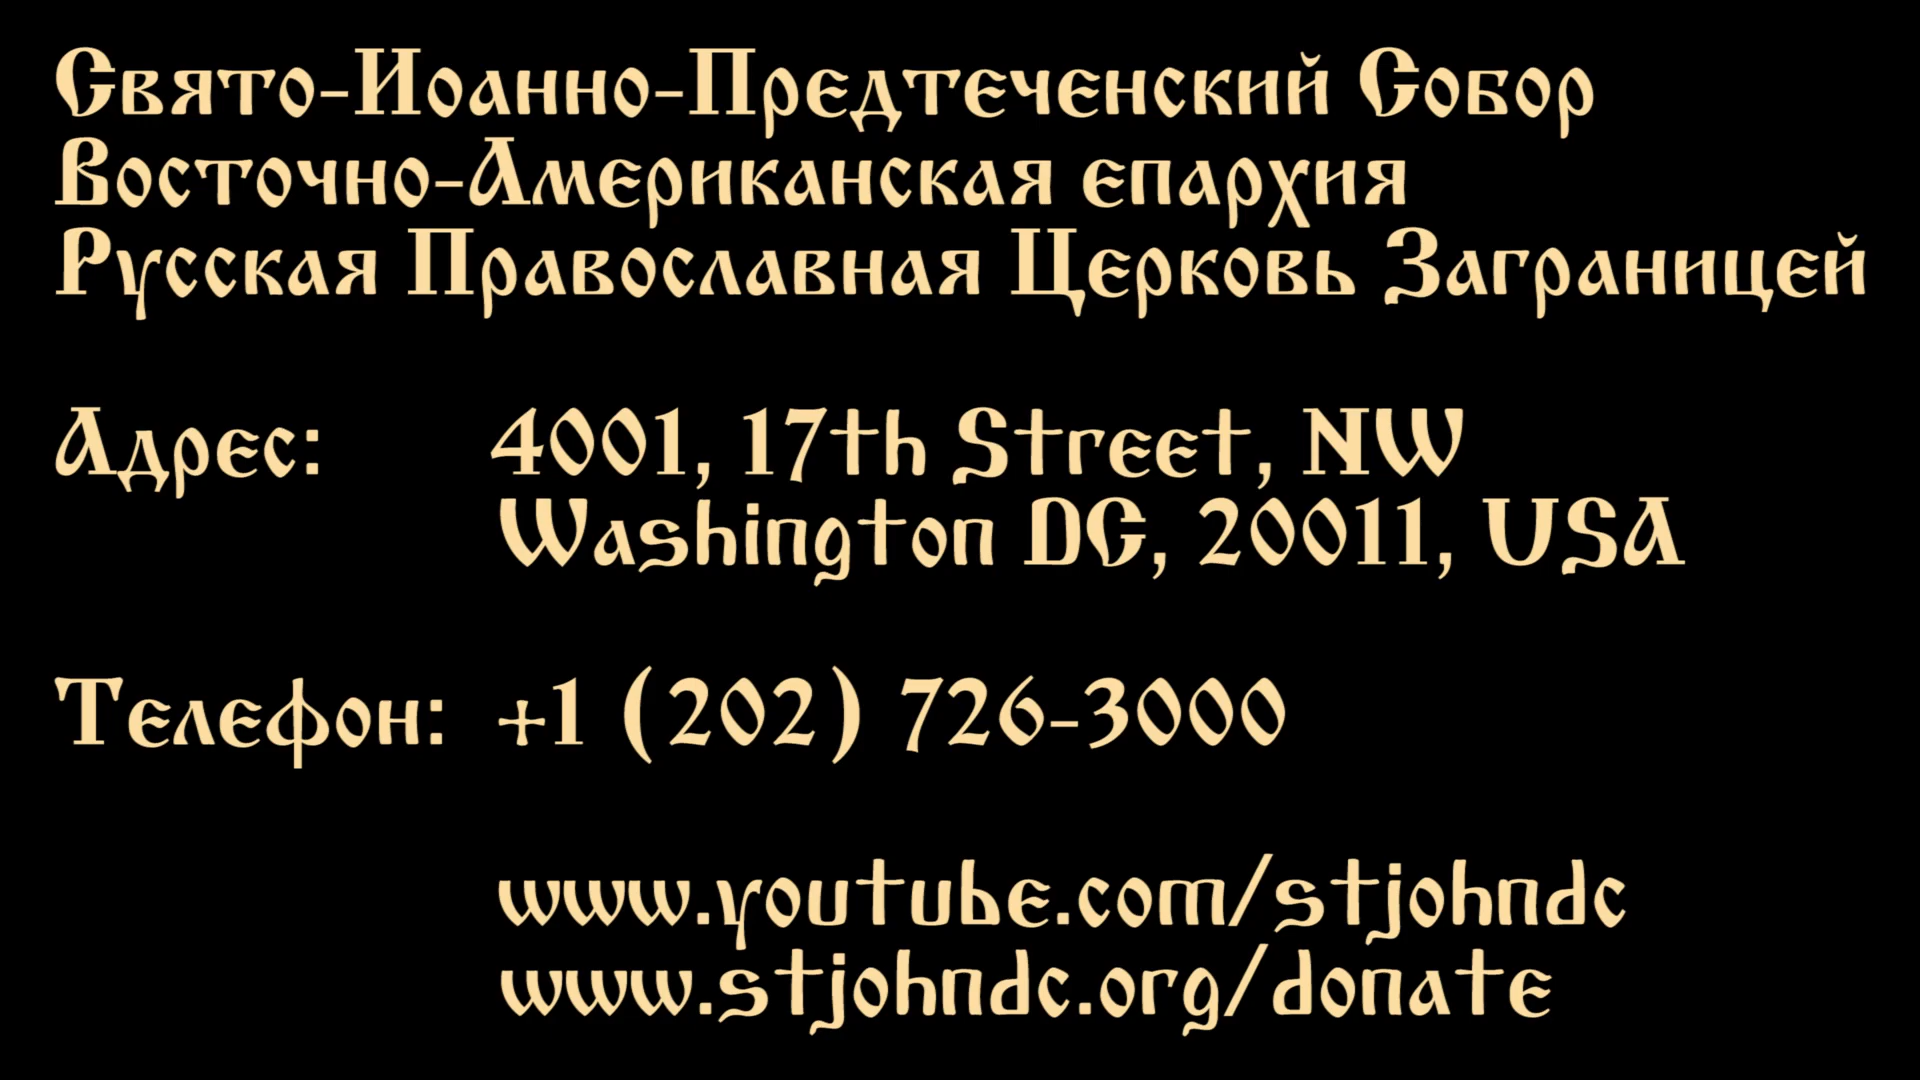 Свято-Иоанно-Предтеченский Собор
Восточно-Американская епархия
Русская Православная Церковь Заграницей
Адрес: 4001, 17th Street, NW
Washington DC, 20011, USA
Телефон: +1 (202) 726-3000
www.youtube.com/stjohndc
www.stjohndc.org/donate